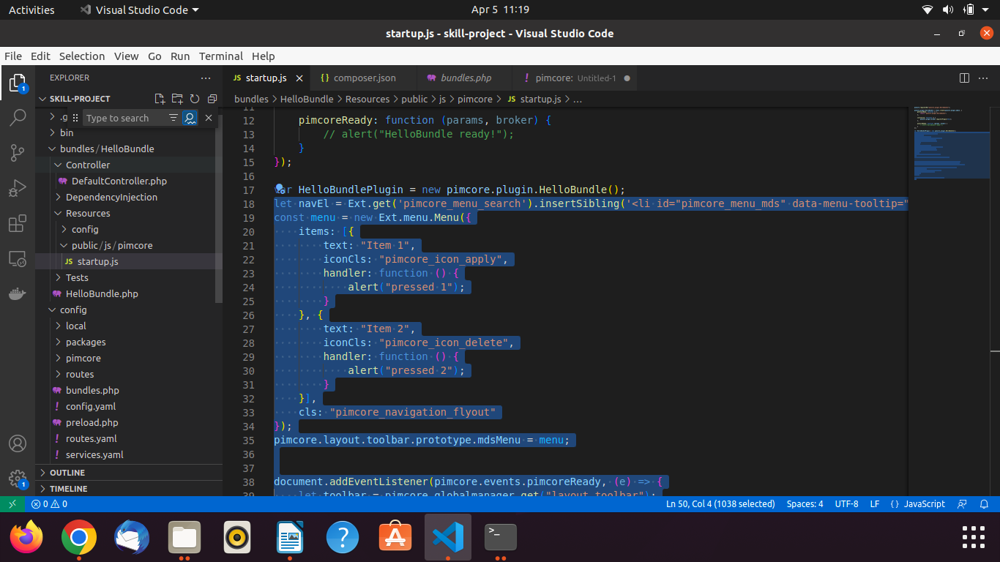 Activities
Visual Studio Code
Apr 5 11:19
startup.js - skill-project - Visual Studio Code
File Edit Selection View Go Run Terminal Help
EXPLORER
SKILL-PROJECT
Type to search
bin
bundles/HelloBundle
Controller
DefaultController.php
DependencyInjection
Resources
config
public/js/pimcore
JS startup.js
Tests
HelloBundle.php
config
local
packages
pimcore
routes
bundles.php
! config.yaml
preload.php
! routes.yaml
! services.yaml
OUTLINE
TIMELINE
1
1
JS startup.js
{} composer.json
bundles.php
! pimcore: Untitled-1
bundles > HelloBundle > Resources > public > js > pimcore > JS startup.js > ...
11
12 pimcoreReady: function (params, broker) {
13 // alert("HelloBundle ready!");
14 }
15 });
16
17 var HelloBundlePlugin = new pimcore.plugin.HelloBundle();
18 let navEl = Ext.get('pimcore_menu_search').insertSibling('<li id="pimcore_menu_mds" data-menu-tooltip="
19 const menu = new Ext.menu.Menu({
20 items: [{
21 text: "Item 1",
22 iconCls: "pimcore_icon_apply",
23 handler: function () {
24 alert("pressed 1");
25 }
26 }, {
27 text: "Item 2",
28 iconCls: "pimcore_icon_delete",
29 handler: function () {
30 alert("pressed 2");
31 }
32 }],
33 cls: "pimcore_navigation_flyout"
34 });
35 pimcore.layout.toolbar.prototype.mdsMenu = menu;
36
37
38 document.addEventListener(pimcore.events.pimcoreReady, (e) => {
39 let toolbar = pimcore.globalmanager.get("layout_toolbar");
0 0
Ln 50, Col 4 (1038 selected) Spaces: 4 UTF-8 LF {} JavaScript